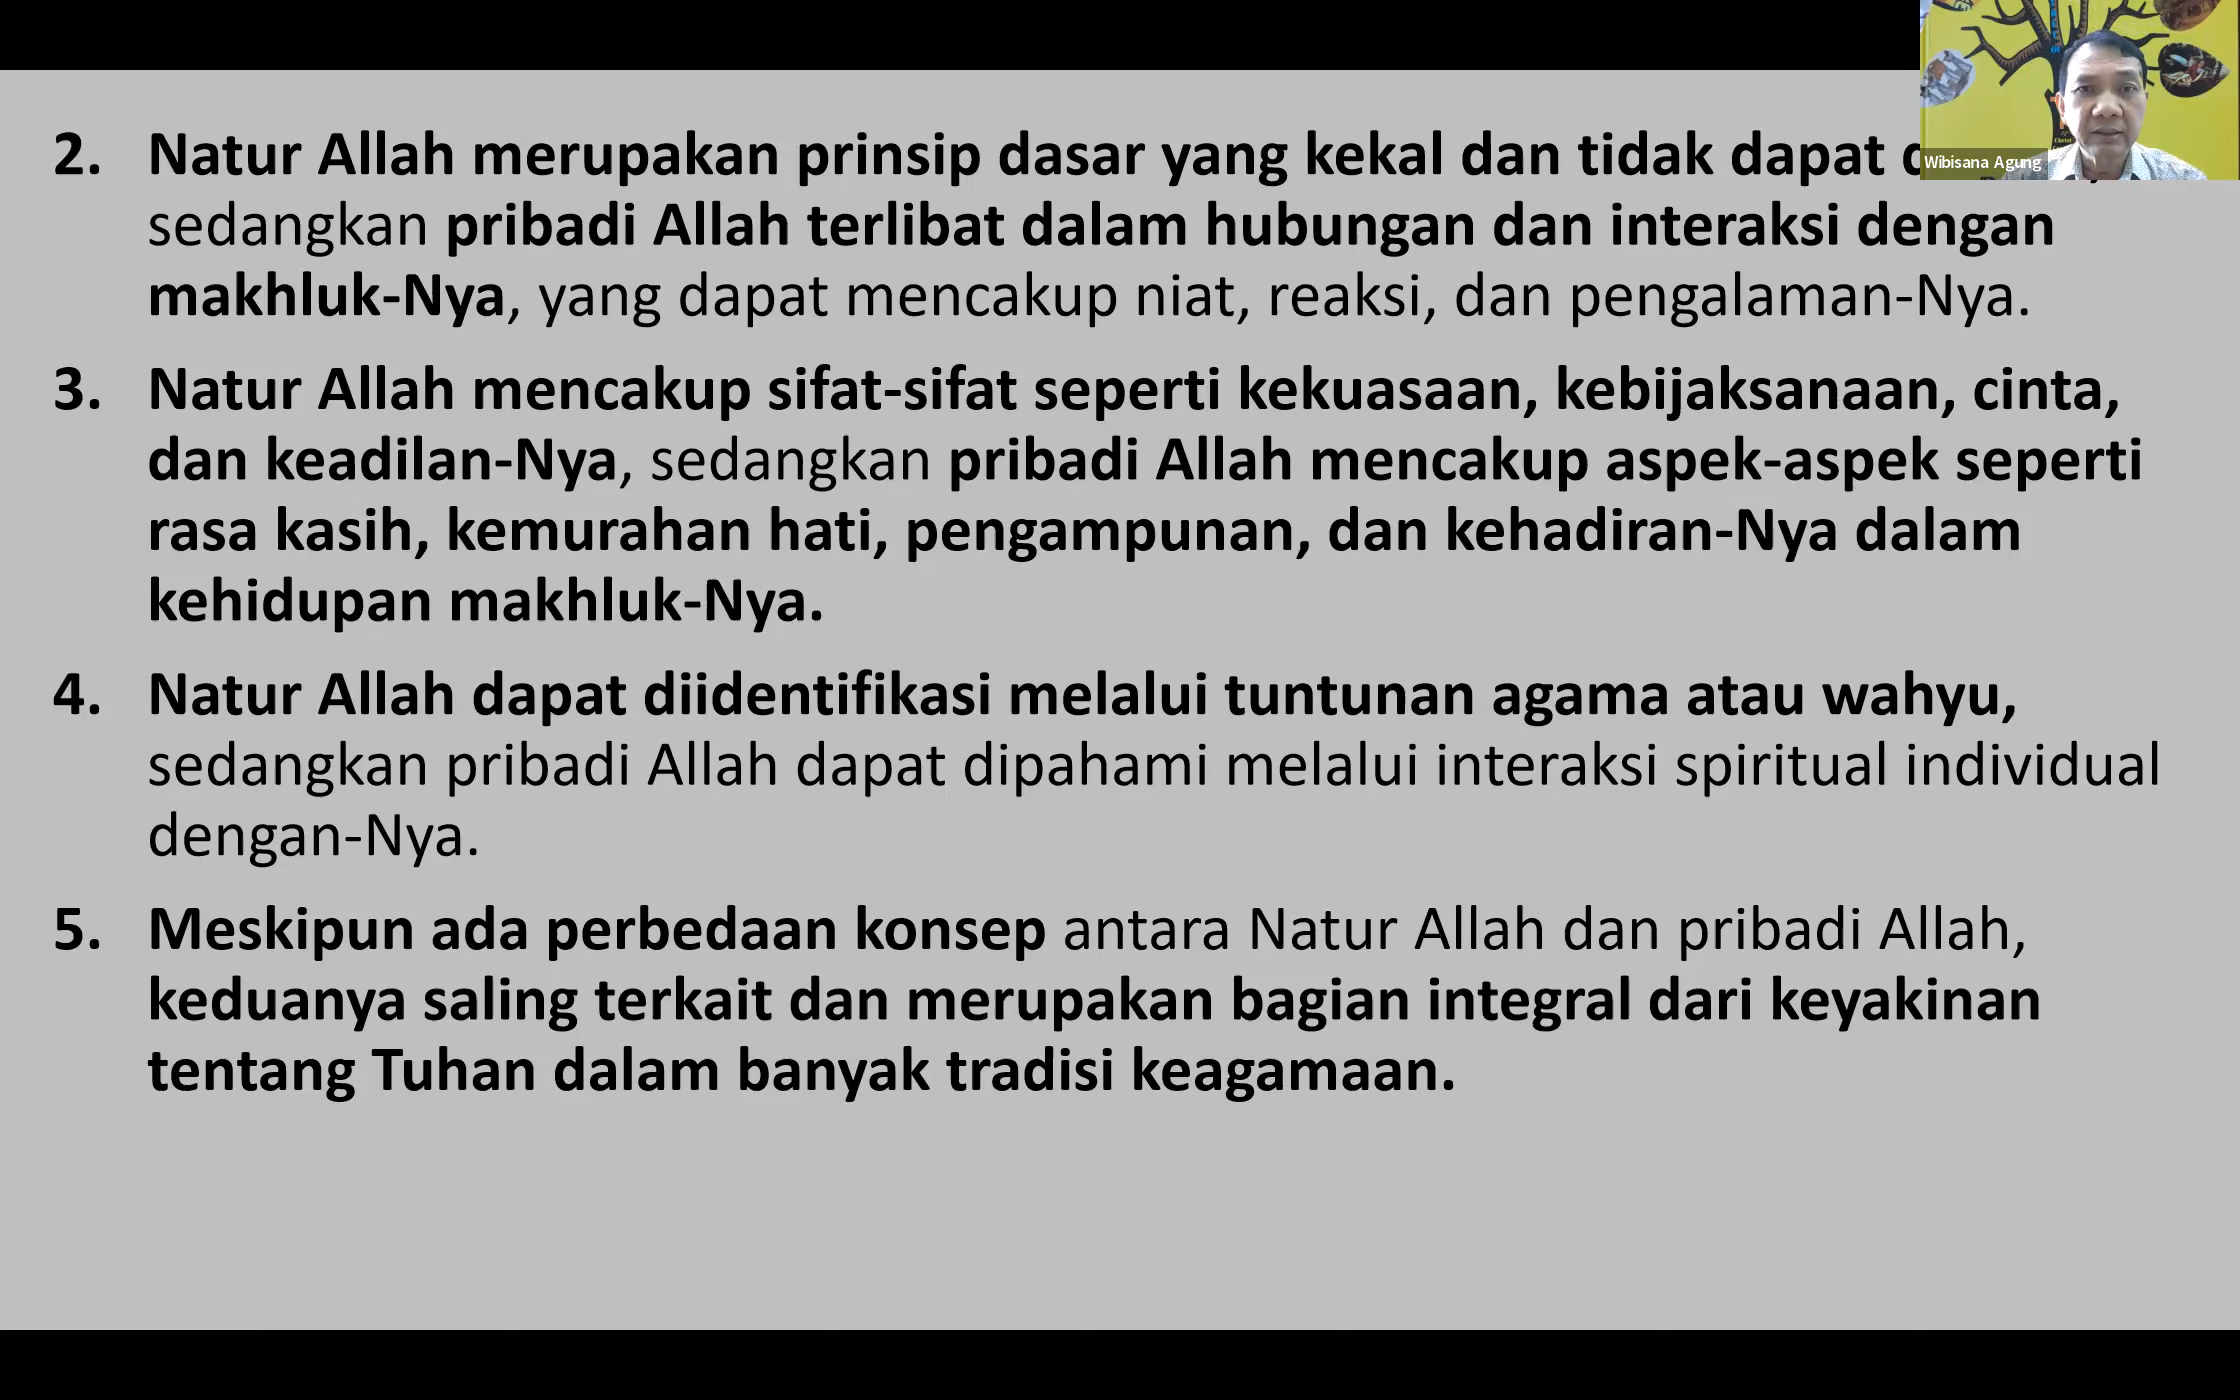 2. Natur Allah merupakan prinsip dasar yang kekal dan tidak dapat
sedangkan pribadi Allah terlibat dalam hubungan dan interaksi dengan
makhluk-Nya, yang dapat mencakup niat, reaksi, dan pengalaman-Nya.
3. Natur Allah mencakup sifat-sifat seperti kekuasaan, kebijaksanaan, cinta,
dan keadilan-Nya, sedangkan pribadi Allah mencakup aspek-aspek seperti
rasa kasih, kemurahan hati, pengampunan, dan kehadiran-Nya dalam
kehidupan makhluk-Nya.
4. Natur Allah dapat diidentifikasi melalui tuntunan agama atau wahyu,
sedangkan pribadi Allah dapat dipahami melalui interaksi spiritual individual
dengan-Nya.
5. Meskipun ada perbedaan konsep antara Natur Allah dan pribadi Allah,
keduanya saling terkait dan merupakan bagian integral dari keyakinan
tentang Tuhan dalam banyak tradisi keagamaan.
Wibisana Agung